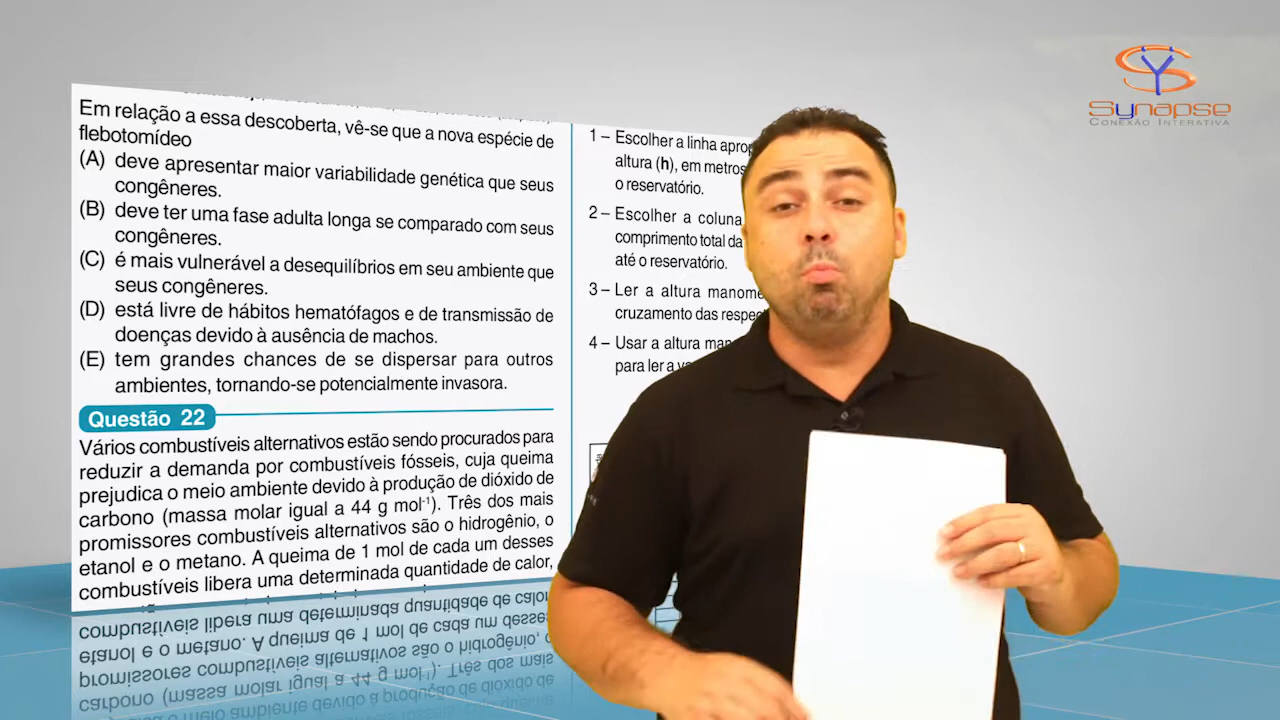 Em relação a essa descoberta, vê-se que a nova espécie de
flebotomídeo
(A) deve apresentar maior variabilidade genética que seus
congêneres.
(B) deve ter uma fase adulta longa se comparado com seus
congêneres.
(C) é mais vulnerável a desequilíbrios em seu ambiente que
seus congêneres.
(D) está livre de hábitos hematófagos e de transmissão de
doenças devido à ausência de machos.
(E) tem grandes chances de se dispersar para outros
ambientes, tornando-se potencialmente invasora.
Questão 22
Vários combustíveis alternativos estão sendo procurados para
reduzir a demanda por combustíveis fósseis, cuja queima
prejudica o meio ambiente devido à produção de dióxido de
carbono (massa molar igual a 44 g mol⁻¹). Três dos mais
promissores combustíveis alternativos são o hidrogênio, o
etanol e o metano. A queima de 1 mol de cada um desses
combustíveis libera uma determinada quantidade de calor,
1 – Escolher a linha
altura (h), em metros
o reservatório.
2 – Escolher a coluna
comprimento total da
até o reservatório.
3 – Ler a altura
cruzamento das
4 – Usar a altura
para ler a
Synapse
Conexão Interativa